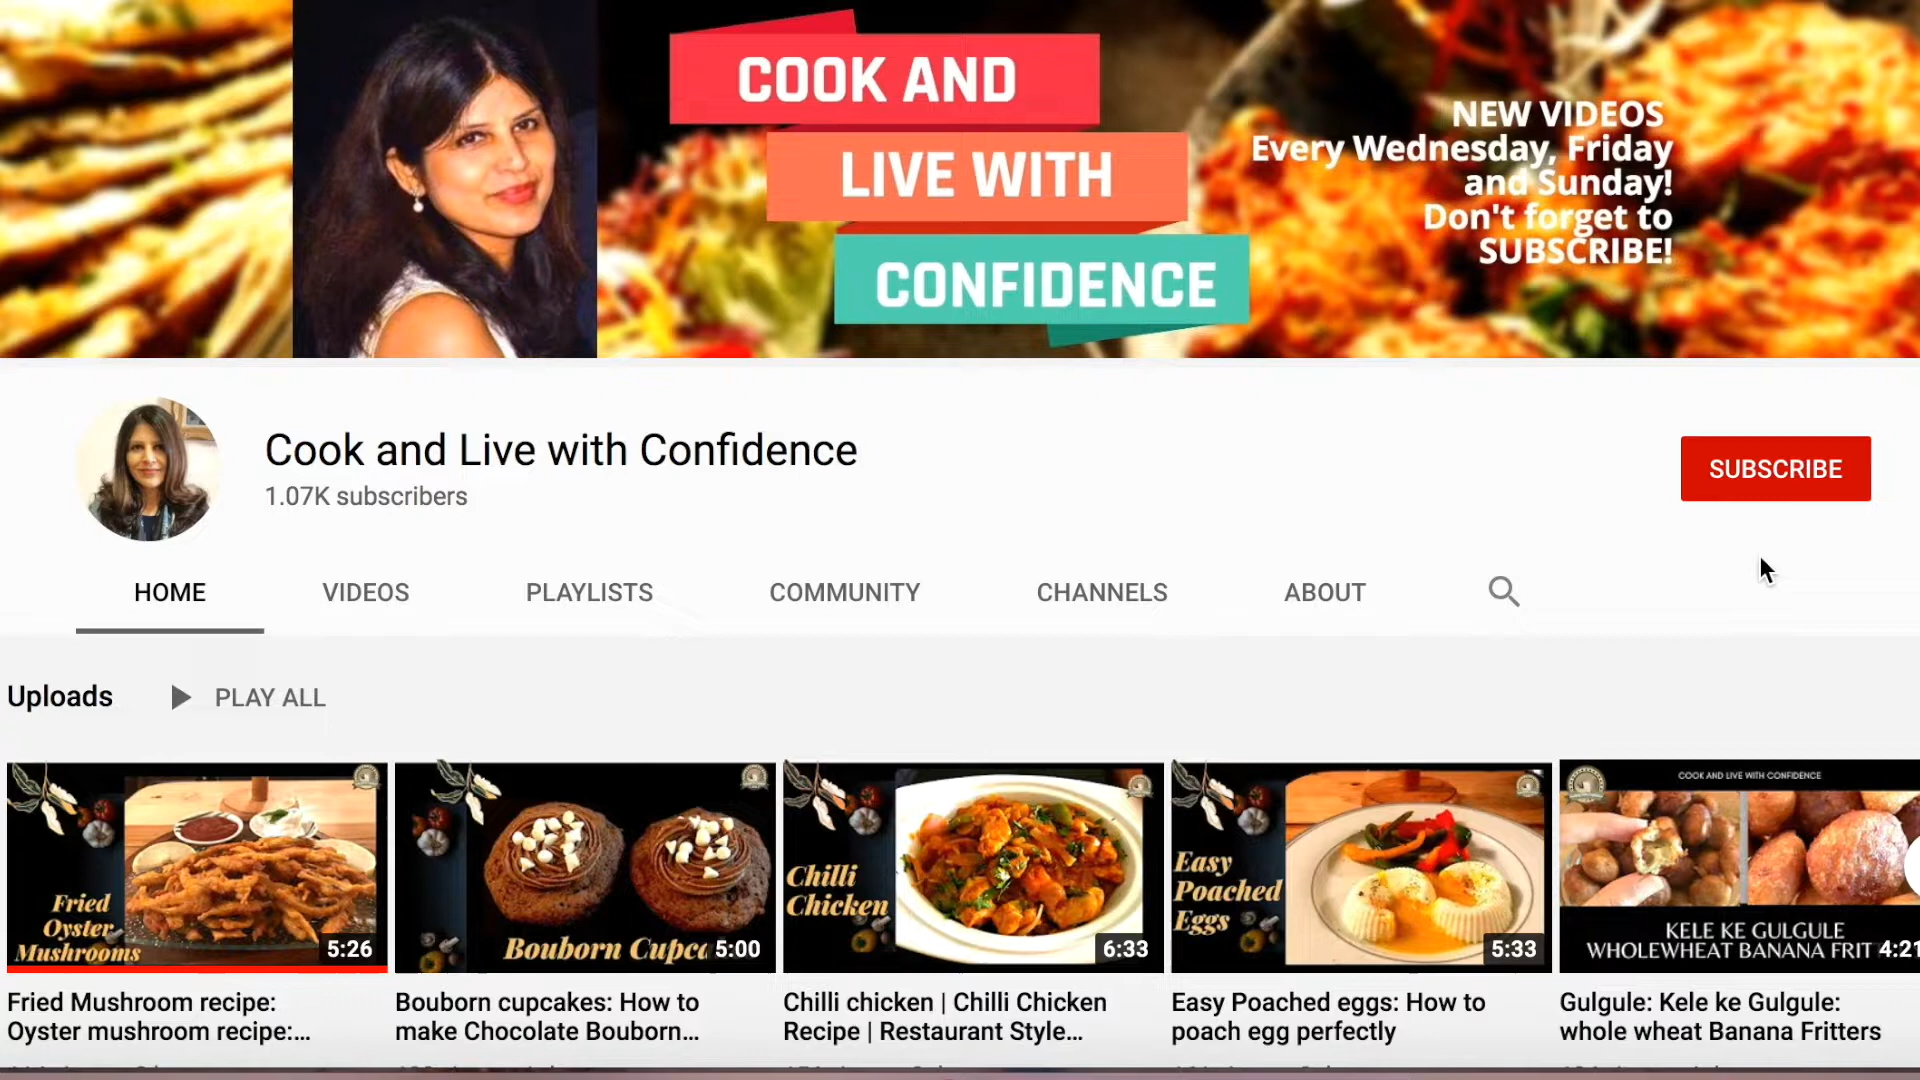 COOK AND
LIVE WITH
CONFIDENCE
NEW VIDEOS
Every Wednesday, Friday
and Sunday!
Don't forget to
SUBSCRIBE!
Cook and Live with Confidence
1.07K subscribers
SUBSCRIBE
HOME
VIDEOS
PLAYLISTS
COMMUNITY
CHANNELS
ABOUT
Uploads
PLAY ALL
Fried
Oyster
Mushrooms
5:26
Bouborn Cupc
5:00
Chilli
Chicken
6:33
Easy
Poached
Eggs
5:33
COOK AND LIVE WITH CONFIDENCE
KELE KE GULGULE
WHOLEWHEAT BANANA FRIT
4:21
Fried Mushroom recipe:
Oyster mushroom recipe:...
Bouborn cupcakes: How to
make Chocolate Bouborn...
Chilli chicken | Chilli Chicken
Recipe | Restaurant Style...
Easy Poached eggs: How to
poach egg perfectly
Gulgule: Kele ke Gulgule:
whole wheat Banana Fritters